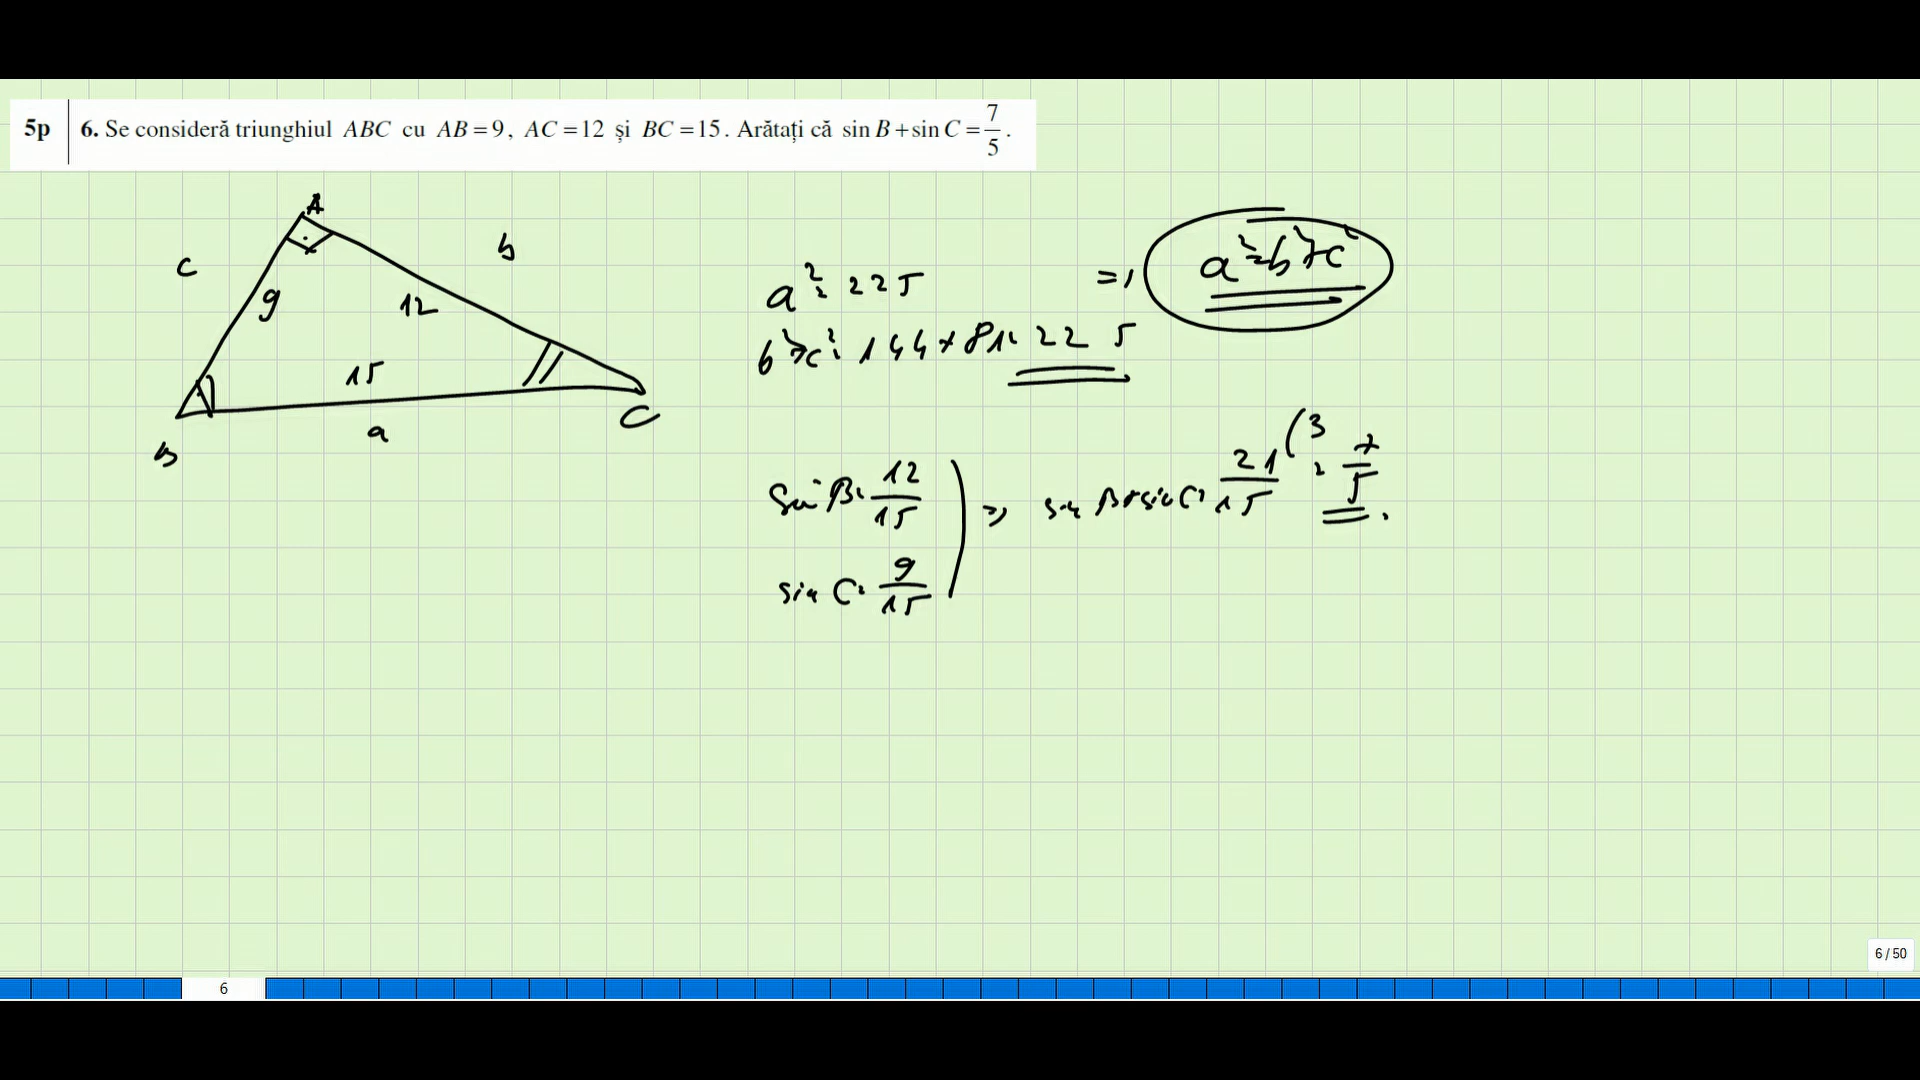 5p 6. Se consideră triunghiul ABC cu AB = 9, AC = 12 și BC = 15. Arătați că sin B + sin C = 7/5.
A
c
b
9
12
15
a
B
C
a² = 225
b² + c² = 144 + 81 = 225
=> a² = b² + c²
sin B = 12/15
sin C = 9/15
=> sin B + sin C = 21/15 (3 = 7/5.
6 / 50
6